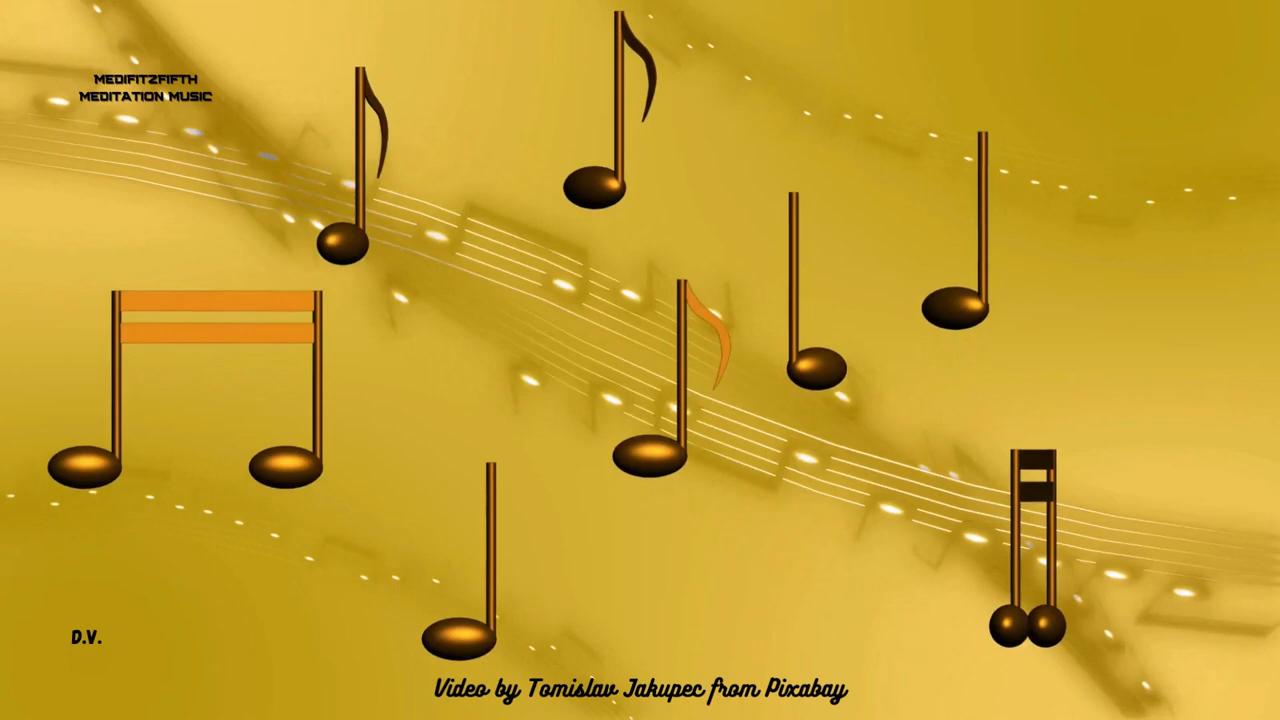 MEDIFITZFIFTH
MEDITATION MUSIC
D.V.
Video by Tomislav Jakupec from Pixabay